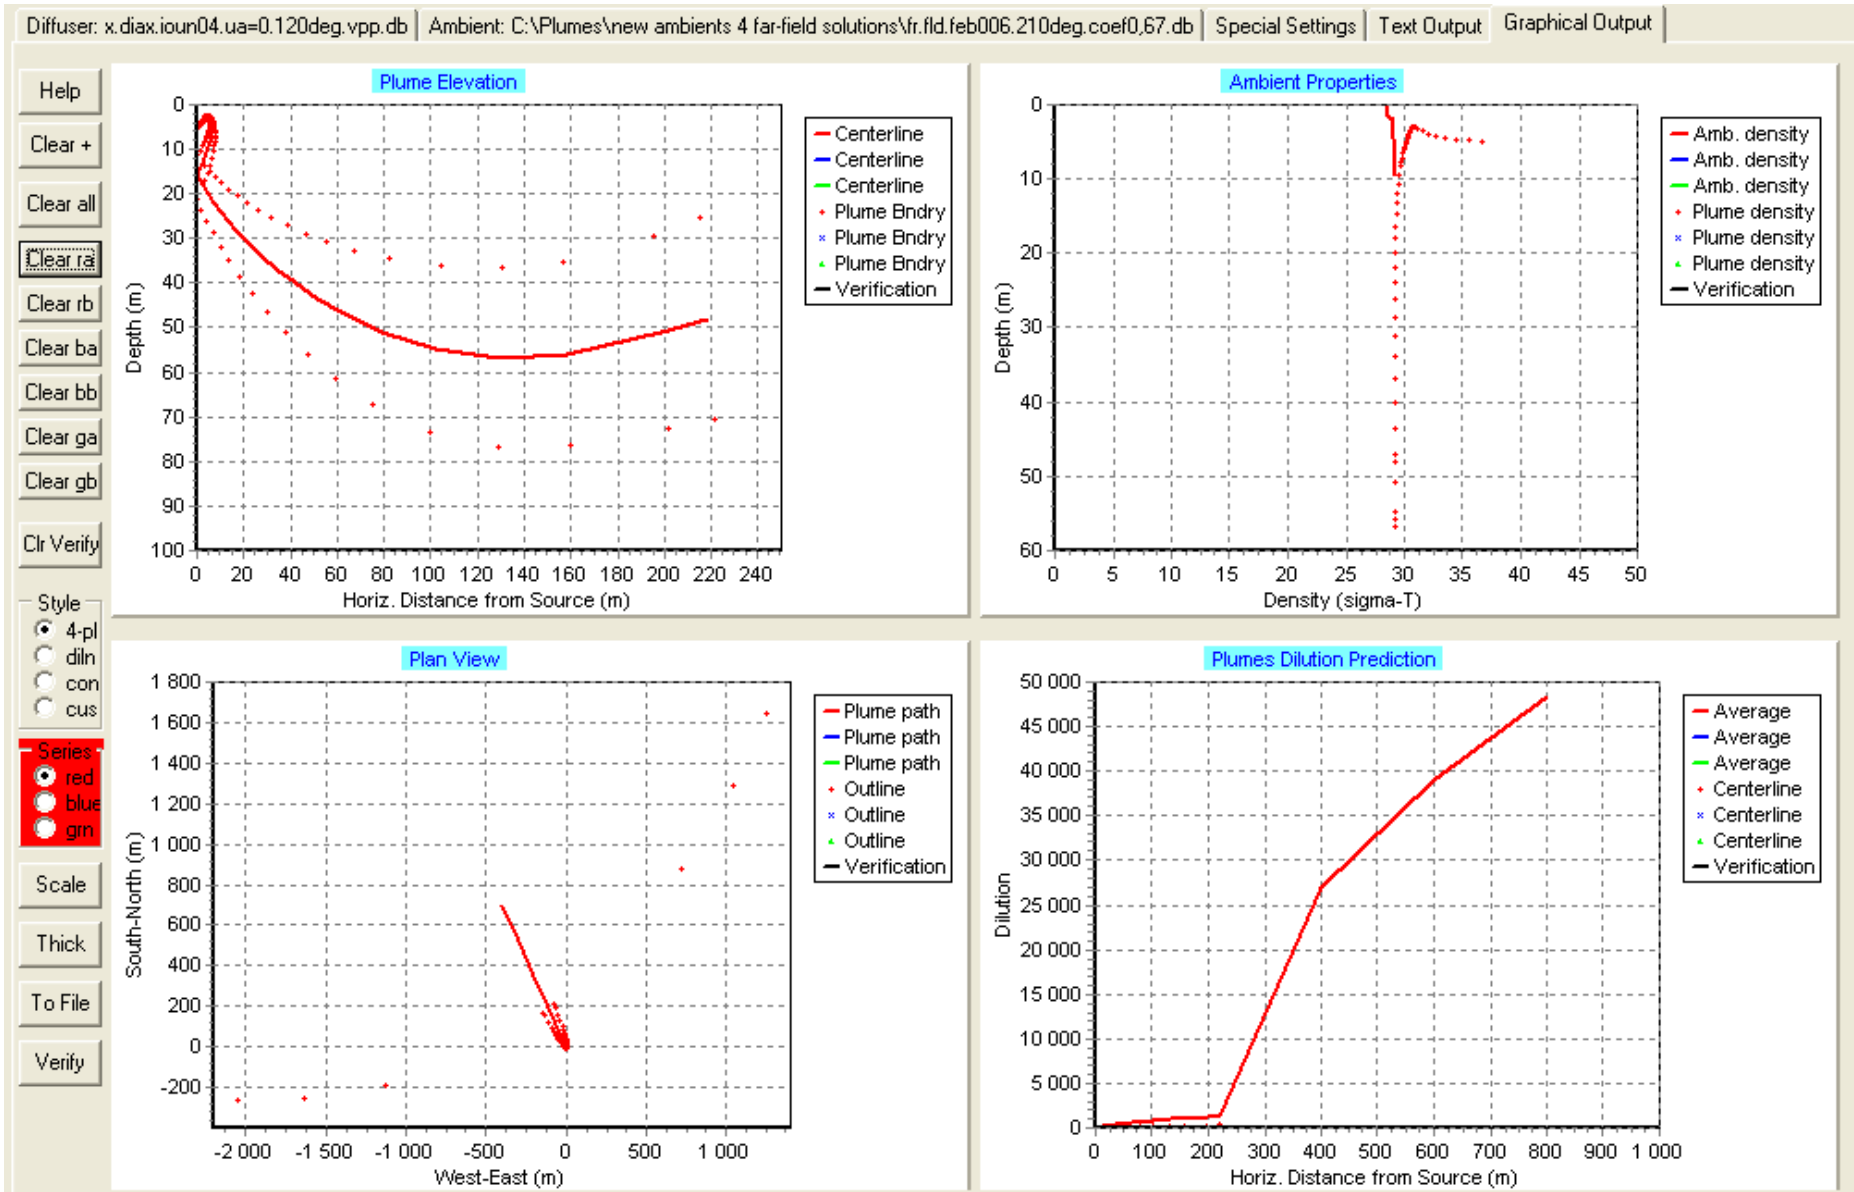 Diffuser: x.diax.ioun04.ua=0.120deg.vpp.db
Ambient: C:\Plumes\new ambients 4 far-field solutions\fr.fld.feb006.210deg.coef0,67.db
Special Settings
Text Output
Graphical Output
Help
Clear +
Clear all
Clear ra
Clear rb
Clear ba
Clear bb
Clear ga
Clear gb
Clr Verify
Style
4-pl
diln
con
cus
Series
red
blue
grn
Scale
Thick
To File
Verify
Plume Elevation
0
10
20
30
40
50
60
70
80
90
100
Depth (m)
0 20 40 60 80 100 120 140 160 180 200 220 240
Horiz. Distance from Source (m)
Centerline
Centerline
Centerline
Plume Bndry
Plume Bndry
Plume Bndry
Verification
Ambient Properties
0
10
20
30
40
50
60
Depth (m)
0 5 10 15 20 25 30 35 40 45 50
Density (sigma-T)
Amb. density
Amb. density
Amb. density
Plume density
Plume density
Plume density
Verification
Plan View
1 800
1 600
1 400
1 200
1 000
800
600
400
200
0
-200
South-North (m)
-2 000 -1 500 -1 000 -500 0 500 1 000
West-East (m)
Plume path
Plume path
Plume path
Outline
Outline
Outline
Verification
Plumes Dilution Prediction
50 000
45 000
40 000
35 000
30 000
25 000
20 000
15 000
10 000
5 000
0
Dilution
0 100 200 300 400 500 600 700 800 900 1 000
Horiz. Distance from Source (m)
Average
Average
Average
Centerline
Centerline
Centerline
Verification